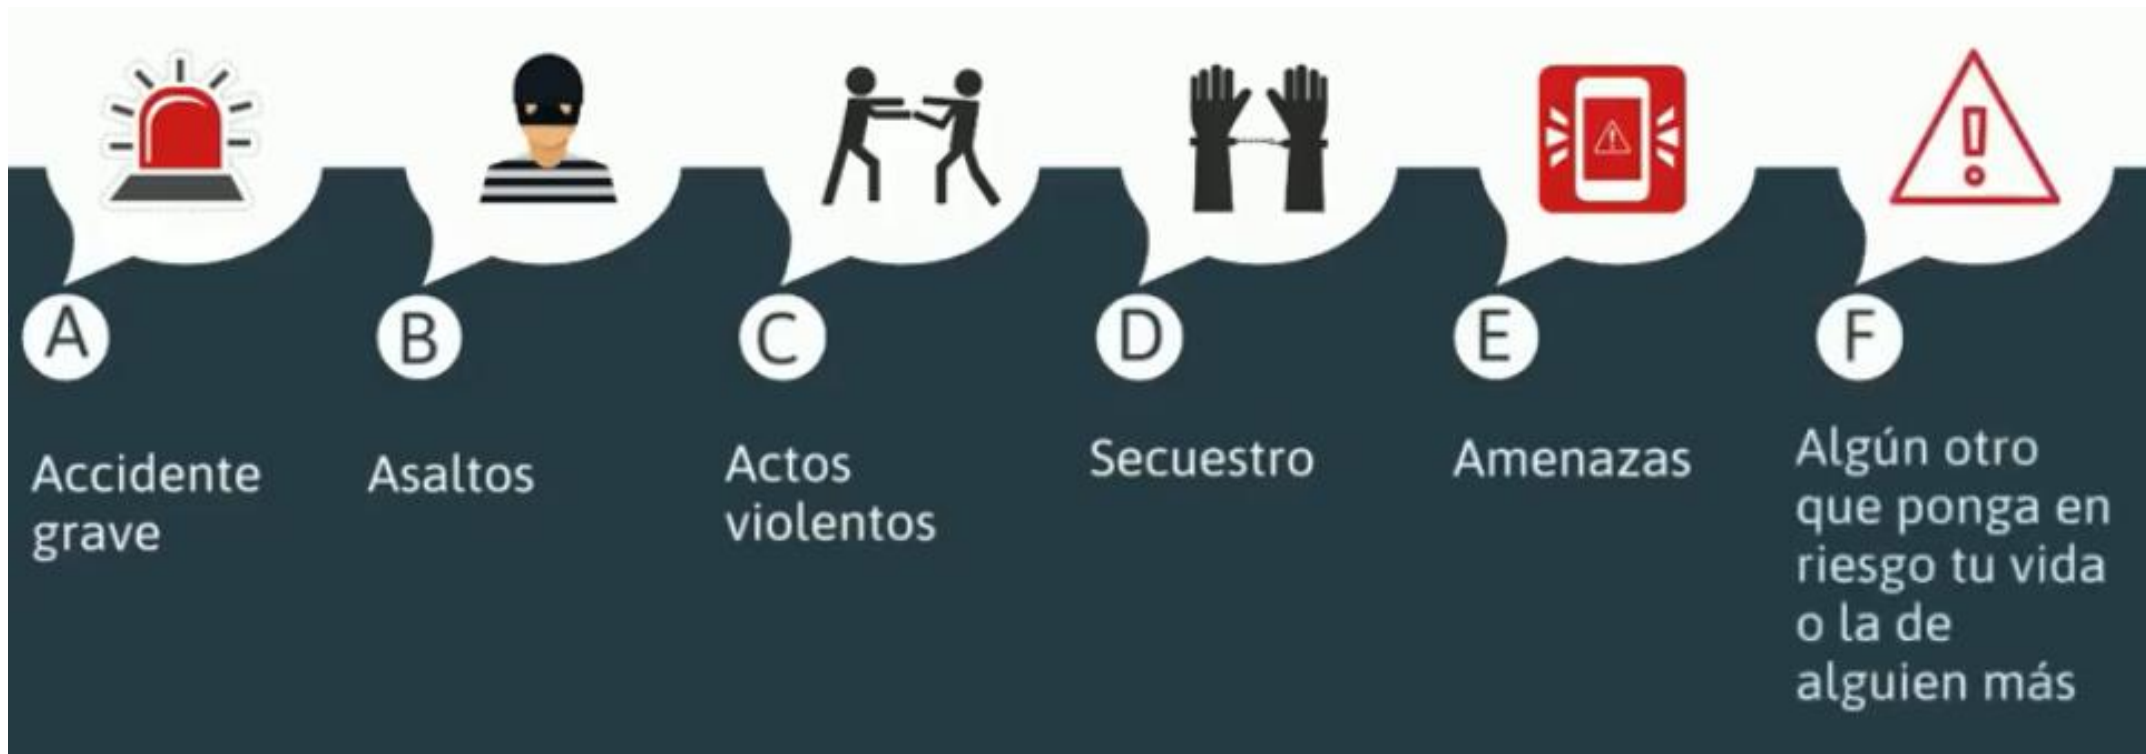 A
Accidente
grave
B
Asaltos
C
Actos
violentos
D
Secuestro
E
Amenazas
F
Algún otro
que ponga en
riesgo tu vida
o la de
alguien más